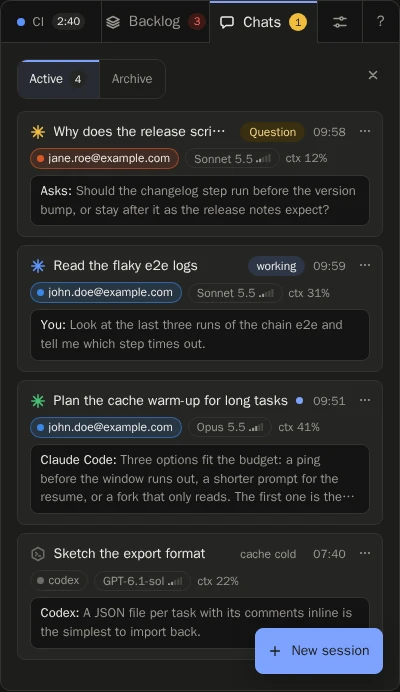 CI 2:40 Backlog 3 Chats 1 ?
Active 4 Archive
Why does the release scri··· Question 09:58
jane.roe@example.com Sonnet 5.5 ctx 12%
Asks: Should the changelog step run before the version
bump, or stay after it as the release notes expect?
Read the flaky e2e logs working 09:59
john.doe@example.com Sonnet 5.5 ctx 31%
You: Look at the last three runs of the chain e2e and
tell me which step times out.
Plan the cache warm-up for long tasks 09:51
john.doe@example.com Opus 5.5 ctx 41%
Claude Code: Three options fit the budget: a ping
before the window runs out, a shorter prompt for the
resume, or a fork that only reads. The first one is the···
Sketch the export format cache cold 07:40
codex GPT-6.1-sol ctx 22%
Codex: A JSON file per task with its comments inline is
the simplest to import back.
+ New session